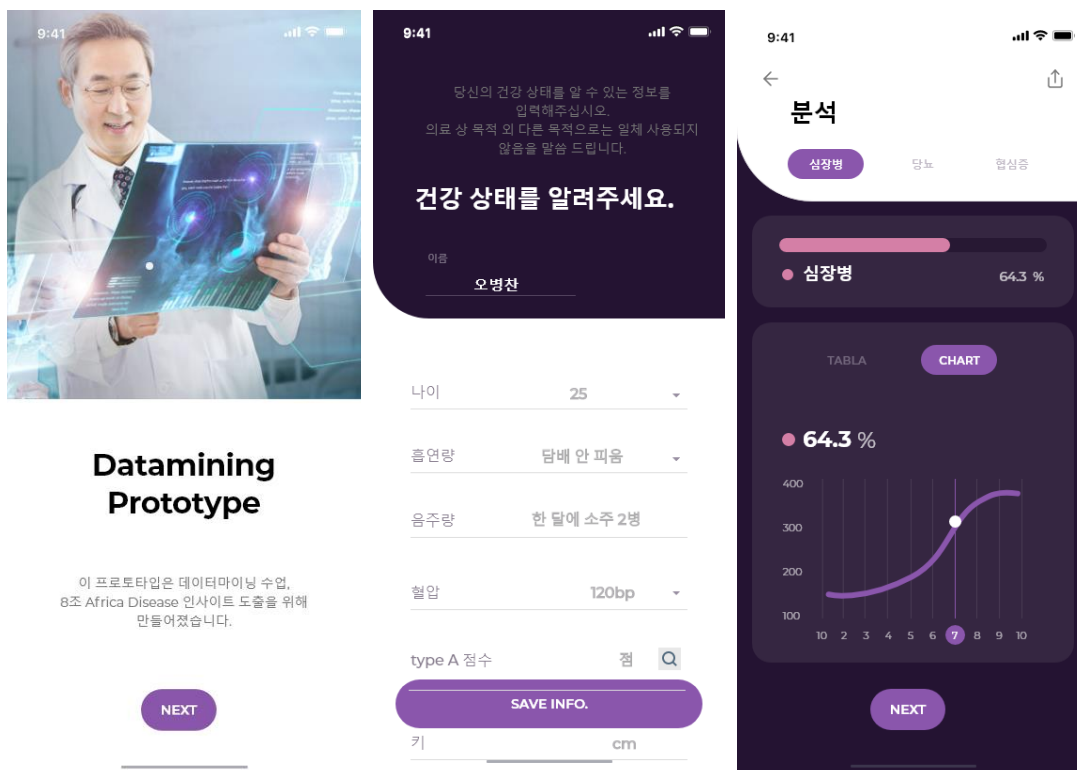 9:41
Datamining
Prototype
이 프로토타입은 데이터마이닝 수업,
8조 Africa Disease 인사이트 도출을 위해
만들어졌습니다.
NEXT
9:41
당신의 건강 상태를 알 수 있는 정보를
입력해주십시오.
의료 상 목적 외 다른 목적으로는 일체 사용되지
않음을 말씀 드립니다.
건강 상태를 알려주세요.
이름
오병찬
나이 25
흡연량 담배 안 피움
음주량 한 달에 소주 2병
혈압 120bp
type A 점수 점
SAVE INFO.
키 cm
9:41
분석
심장병 당뇨 협심증
심장병 64.3 %
TABLA CHART
64.3 %
400
300
200
100
10 2 3 4 5 6 7 8 9 10
NEXT